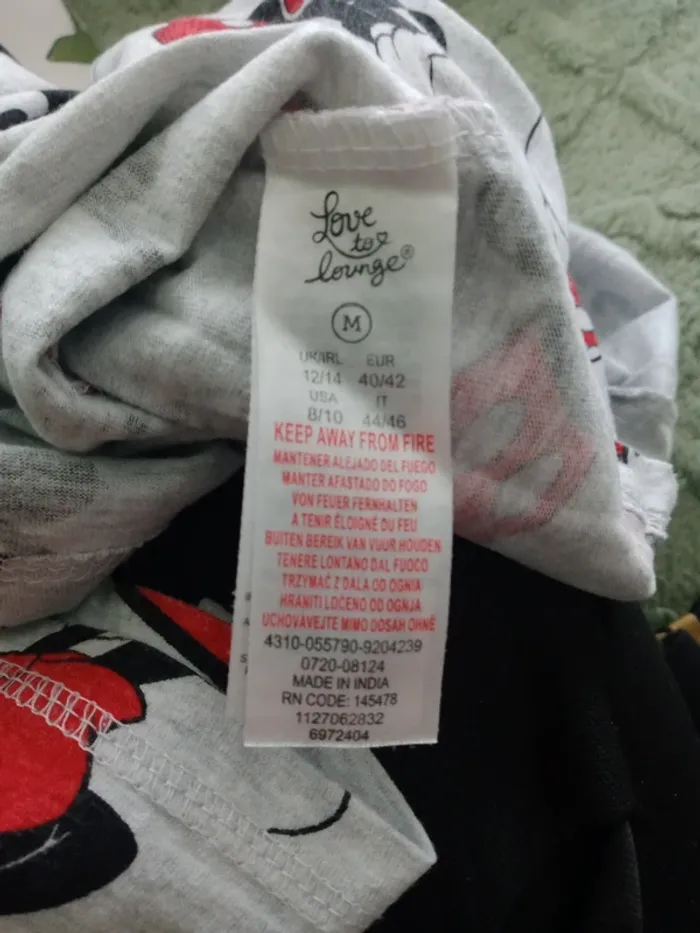 Love
to
lounge®
M
UK/IRL EUR
12/14 40/42
USA IT
8/10 44/46
KEEP AWAY FROM FIRE
MANTENER ALEJADO DEL FUEGO
MANTER AFASTADO DO FOGO
VON FEUER FERNHALTEN
A TENIR ÉLOIGNÉ DU FEU
BUITEN BEREIK VAN VUUR HOUDEN
TENERE LONTANO DAL FUOCO
TRZYMAĆ Z DALA OD OGNIA
HRANITI LOČENO OD OGNJA
UCHOVÁVEJTE MIMO DOSAH OHNĚ
4310-055790-9204239
0720-08124
MADE IN INDIA
RN CODE: 145478
1127062832
6972404